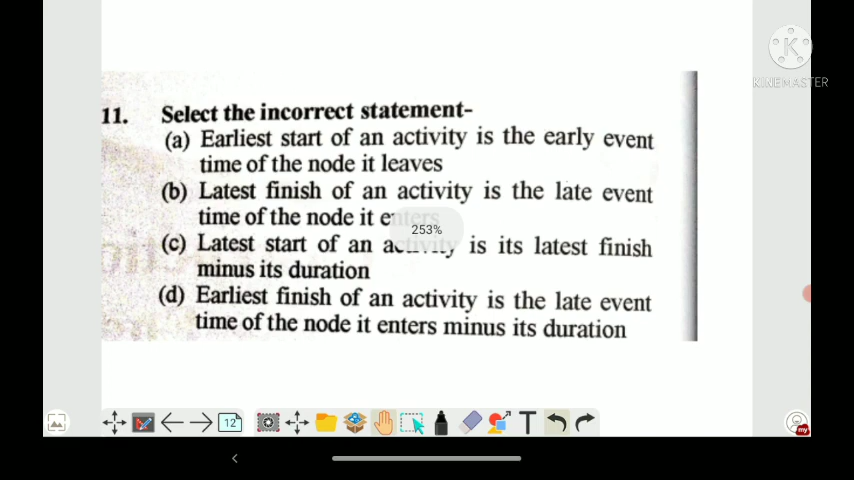 KINEMASTER
11. Select the incorrect statement-
(a) Earliest start of an activity is the early event
time of the node it leaves
(b) Latest finish of an activity is the late event
time of the node it enters
253%
(c) Latest start of an activity is its latest finish
minus its duration
(d) Earliest finish of an activity is the late event
time of the node it enters minus its duration
12
T
my